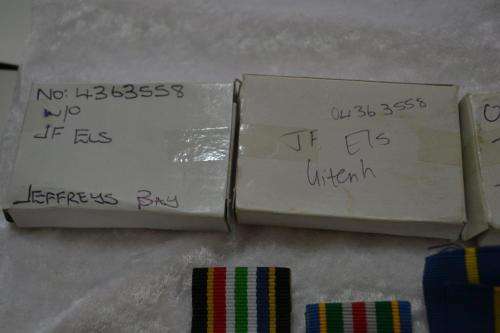 No: 4363558
W/O
JF ELS
JEFFREYS BAY
04363558
JF Els
Uitenh